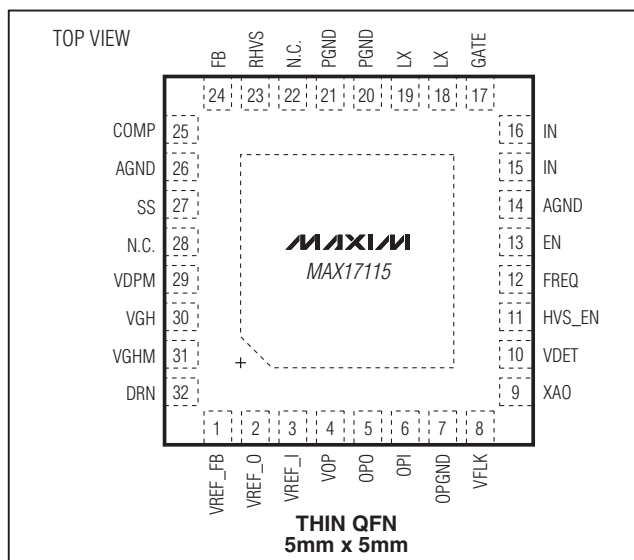 TOP VIEW
FB
RHVS
N.C.
PGND
PGND
LX
LX
GATE
24 23 22 21 20 19 18 17
COMP 25
AGND 26
SS 27
N.C. 28
VDPM 29
VGH 30
VGHM 31
DRN 32
MAXIM
MAX17115
+
16 IN
15 IN
14 AGND
13 EN
12 FREQ
11 HVS_EN
10 VDET
9 XAO
1 2 3 4 5 6 7 8
VREF_FB
VREF_O
VREF_I
VOP
OPO
OPI
OPGND
VFLK
THIN QFN
5mm x 5mm